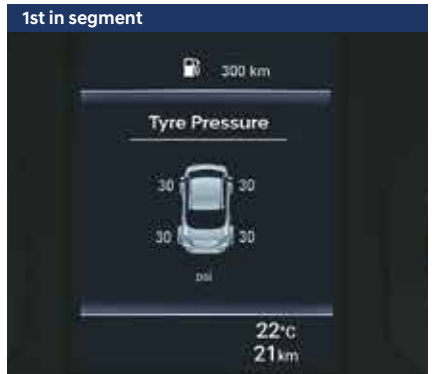 1st in segment
300 km
Tyre Pressure
30 30
30 30
psi
22°C
21km